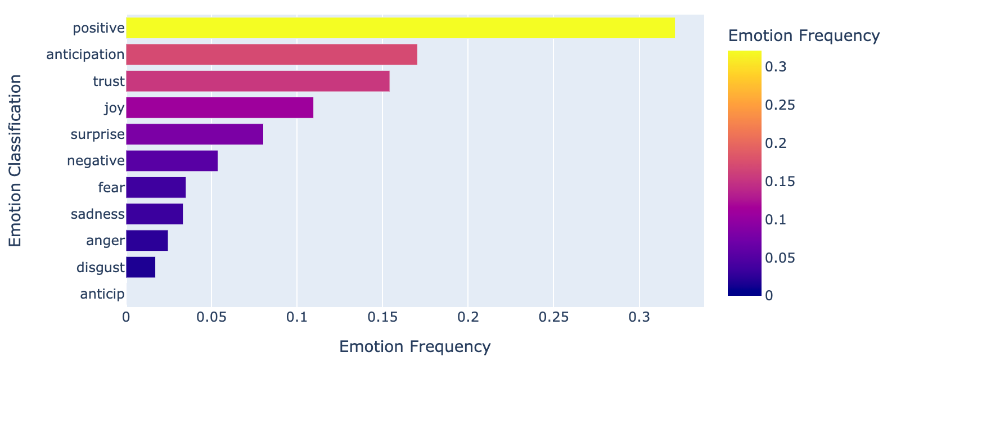 Emotion Classification
positive
anticipation
trust
joy
surprise
negative
fear
sadness
anger
disgust
anticip
0 0.05 0.1 0.15 0.2 0.25 0.3
Emotion Frequency
Emotion Frequency
0.3
0.25
0.2
0.15
0.1
0.05
0